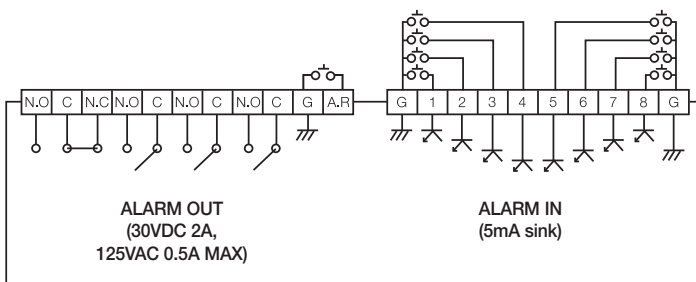 N.O C N.C N.O C N.O C N.O C G A.R
G 1 2 3 4 5 6 7 8 G
ALARM OUT
(30VDC 2A,
125VAC 0.5A MAX)
ALARM IN
(5mA sink)